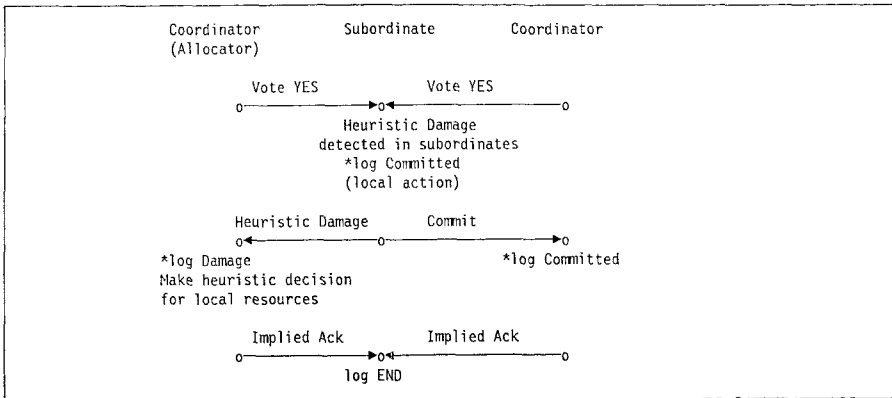 Coordinator Subordinate Coordinator
(Allocator)
Vote YES Vote YES
Heuristic Damage
detected in subordinates
*log Committed
(local action)
Heuristic Damage Commit
*log Damage *log Committed
Make heuristic decision
for local resources
Implied Ack Implied Ack
log END